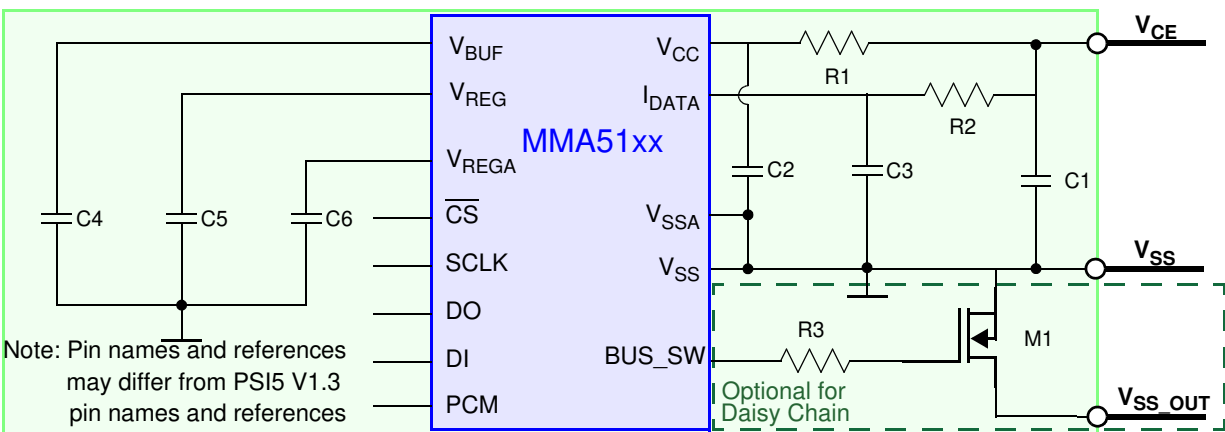 V_BUF
V_REG
V_REGA
CS
SCLK
DO
DI
PCM
MMA51xx
V_CC
I_DATA
V_SSA
V_SS
BUS_SW
C4
C5
C6
R1
R2
C2
C3
C1
R3
M1
V_CE
V_SS
V_SS_OUT
Optional for
Daisy Chain
Note: Pin names and references
may differ from PSI5 V1.3
pin names and references